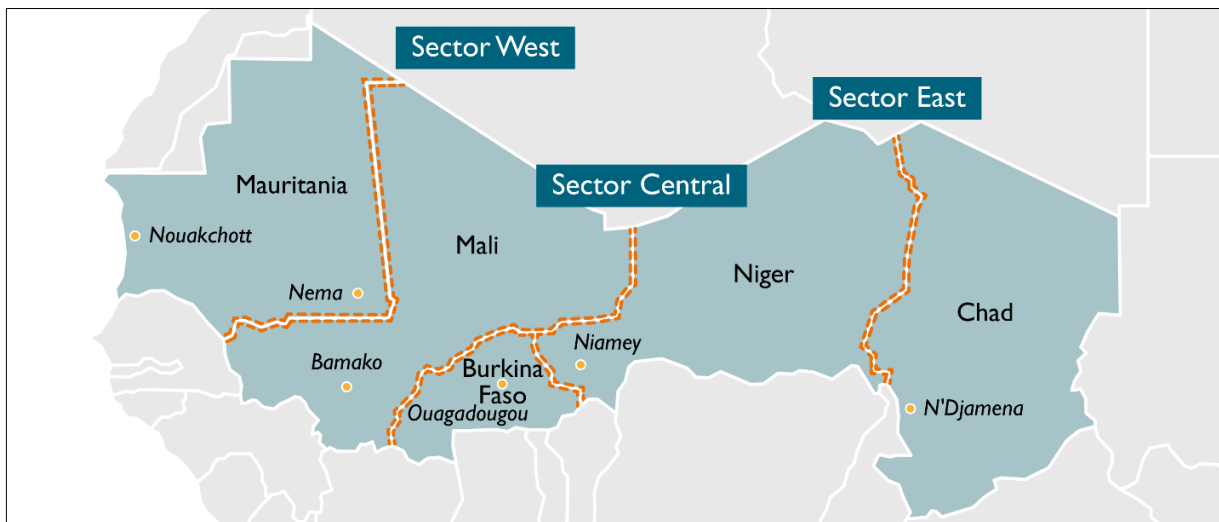 Sector West
Sector East
Sector Central
Mauritania
Nouakchott
Mali
Nema
Niger
Chad
Niamey
Bamako
Burkina
Faso
Ouagadougou
N'Djamena